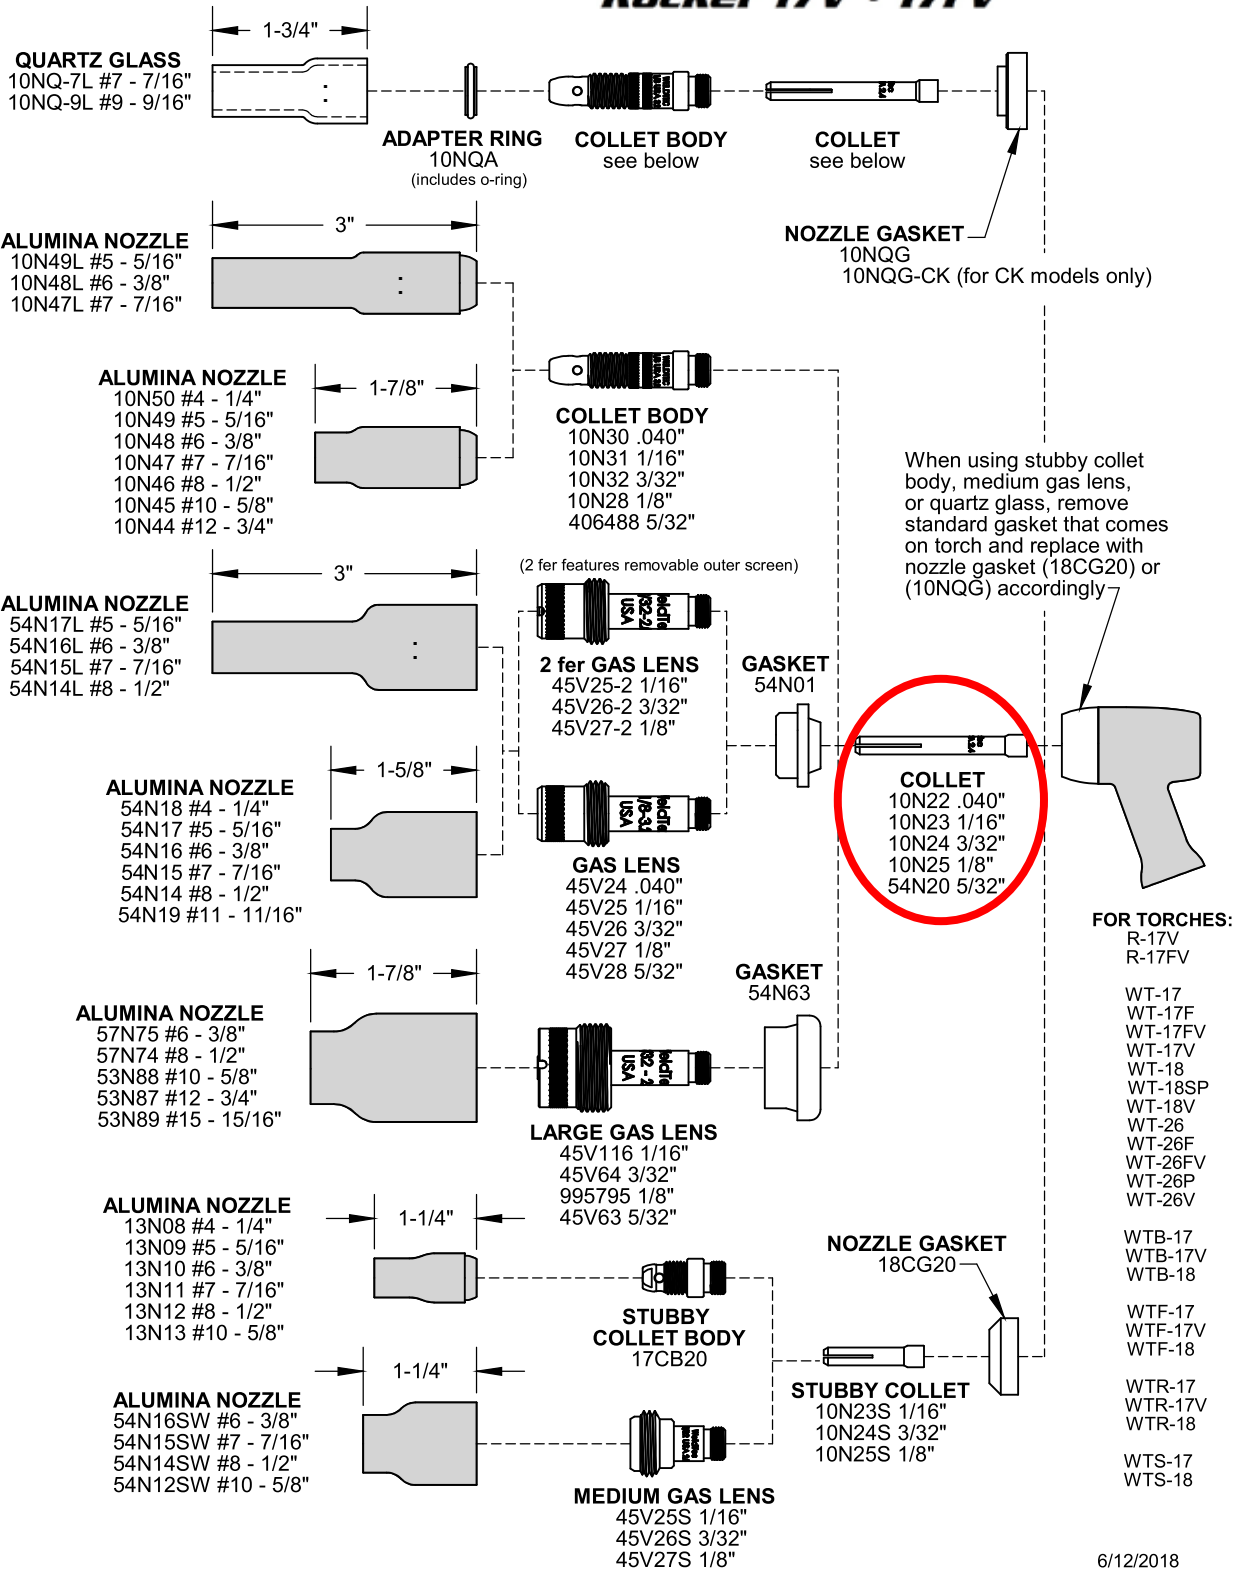 1-3/4"
QUARTZ GLASS
10NQ-7L #7 - 7/16"
10NQ-9L #9 - 9/16"
ADAPTER RING
10NQA
(includes o-ring)
COLLET BODY
see below
COLLET
see below
NOZZLE GASKET
10NQG
10NQG-CK (for CK models only)
3"
ALUMINA NOZZLE
10N49L #5 - 5/16"
10N48L #6 - 3/8"
10N47L #7 - 7/16"
1-7/8"
ALUMINA NOZZLE
10N50 #4 - 1/4"
10N49 #5 - 5/16"
10N48 #6 - 3/8"
10N47 #7 - 7/16"
10N46 #8 - 1/2"
10N45 #10 - 5/8"
10N44 #12 - 3/4"
COLLET BODY
10N30 .040"
10N31 1/16"
10N32 3/32"
10N28 1/8"
406488 5/32"
When using stubby collet
body, medium gas lens,
or quartz glass, remove
standard gasket that comes
on torch and replace with
nozzle gasket (18CG20) or
(10NQG) accordingly
3"
ALUMINA NOZZLE
54N17L #5 - 5/16"
54N16L #6 - 3/8"
54N15L #7 - 7/16"
54N14L #8 - 1/2"
(2 fer features removable outer screen)
USA
2 fer GAS LENS
45V25-2 1/16"
45V26-2 3/32"
45V27-2 1/8"
GASKET
54N01
1-5/8"
ALUMINA NOZZLE
54N18 #4 - 1/4"
54N17 #5 - 5/16"
54N16 #6 - 3/8"
54N15 #7 - 7/16"
54N14 #8 - 1/2"
54N19 #11 - 11/16"
USA
GAS LENS
45V24 .040"
45V25 1/16"
45V26 3/32"
45V27 1/8"
45V28 5/32"
COLLET
10N22 .040"
10N23 1/16"
10N24 3/32"
10N25 1/8"
54N20 5/32"
1-7/8"
ALUMINA NOZZLE
57N75 #6 - 3/8"
57N74 #8 - 1/2"
53N88 #10 - 5/8"
53N87 #12 - 3/4"
53N89 #15 - 15/16"
USA
LARGE GAS LENS
45V116 1/16"
45V64 3/32"
995795 1/8"
45V63 5/32"
GASKET
54N63
FOR TORCHES:
R-17V
R-17FV
WT-17
WT-17F
WT-17FV
WT-17V
WT-18
WT-18SP
WT-18V
WT-26
WT-26F
WT-26FV
WT-26P
WT-26V
WTB-17
WTB-17V
WTB-18
WTF-17
WTF-17V
WTF-18
WTR-17
WTR-17V
WTR-18
WTS-17
WTS-18
1-1/4"
ALUMINA NOZZLE
13N08 #4 - 1/4"
13N09 #5 - 5/16"
13N10 #6 - 3/8"
13N11 #7 - 7/16"
13N12 #8 - 1/2"
13N13 #10 - 5/8"
STUBBY
COLLET BODY
17CB20
NOZZLE GASKET
18CG20
1-1/4"
ALUMINA NOZZLE
54N16SW #6 - 3/8"
54N15SW #7 - 7/16"
54N14SW #8 - 1/2"
54N12SW #10 - 5/8"
STUBBY COLLET
10N23S 1/16"
10N24S 3/32"
10N25S 1/8"
MEDIUM GAS LENS
45V25S 1/16"
45V26S 3/32"
45V27S 1/8"
6/12/2018